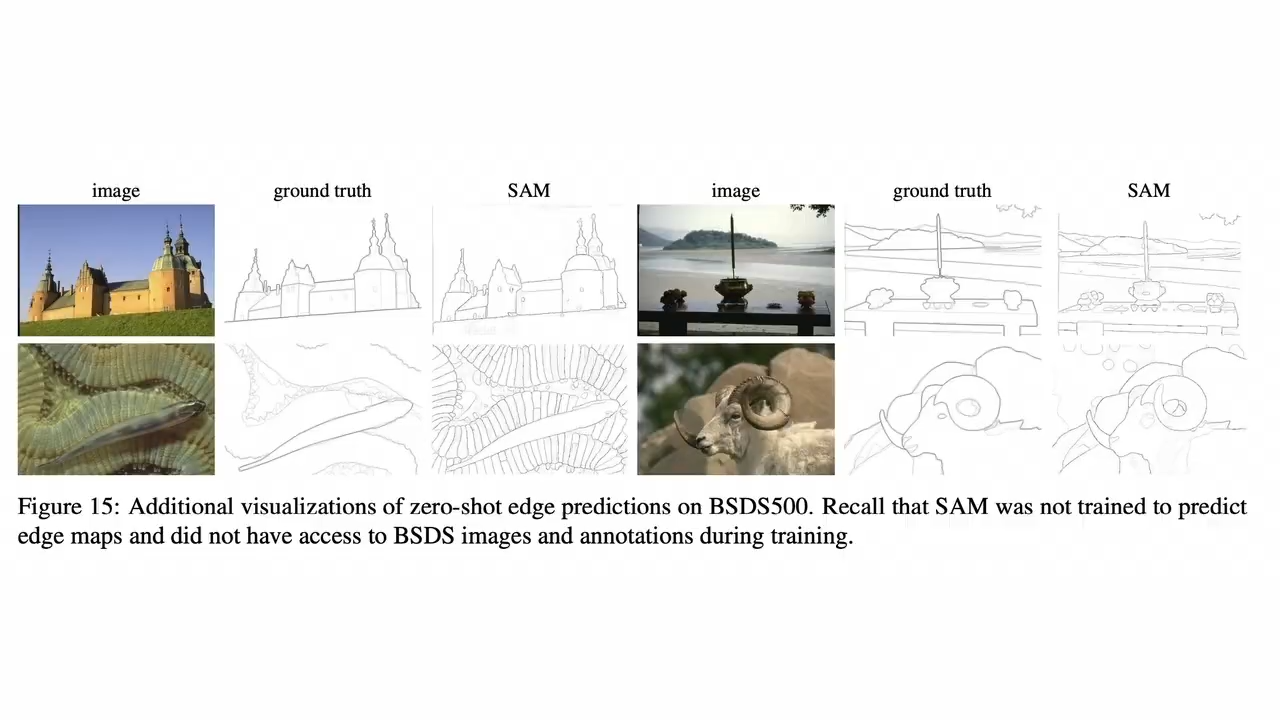 image ground truth SAM image ground truth SAM
Figure 15: Additional visualizations of zero-shot edge predictions on BSDS500. Recall that SAM was not trained to predict
edge maps and did not have access to BSDS images and annotations during training.